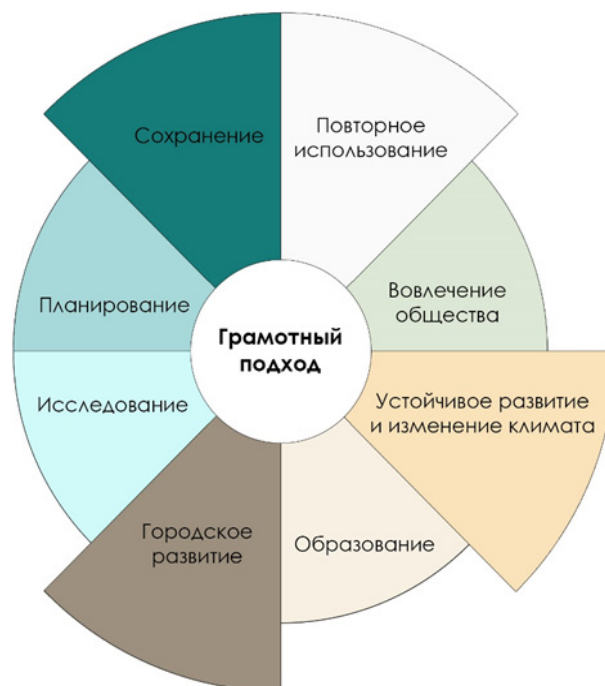 Сохранение
Повторное
использование
Планирование
Вовлечение
общества
Грамотный
подход
Исследование
Устойчивое развитие
и изменение климата
Городское
развитие
Образование